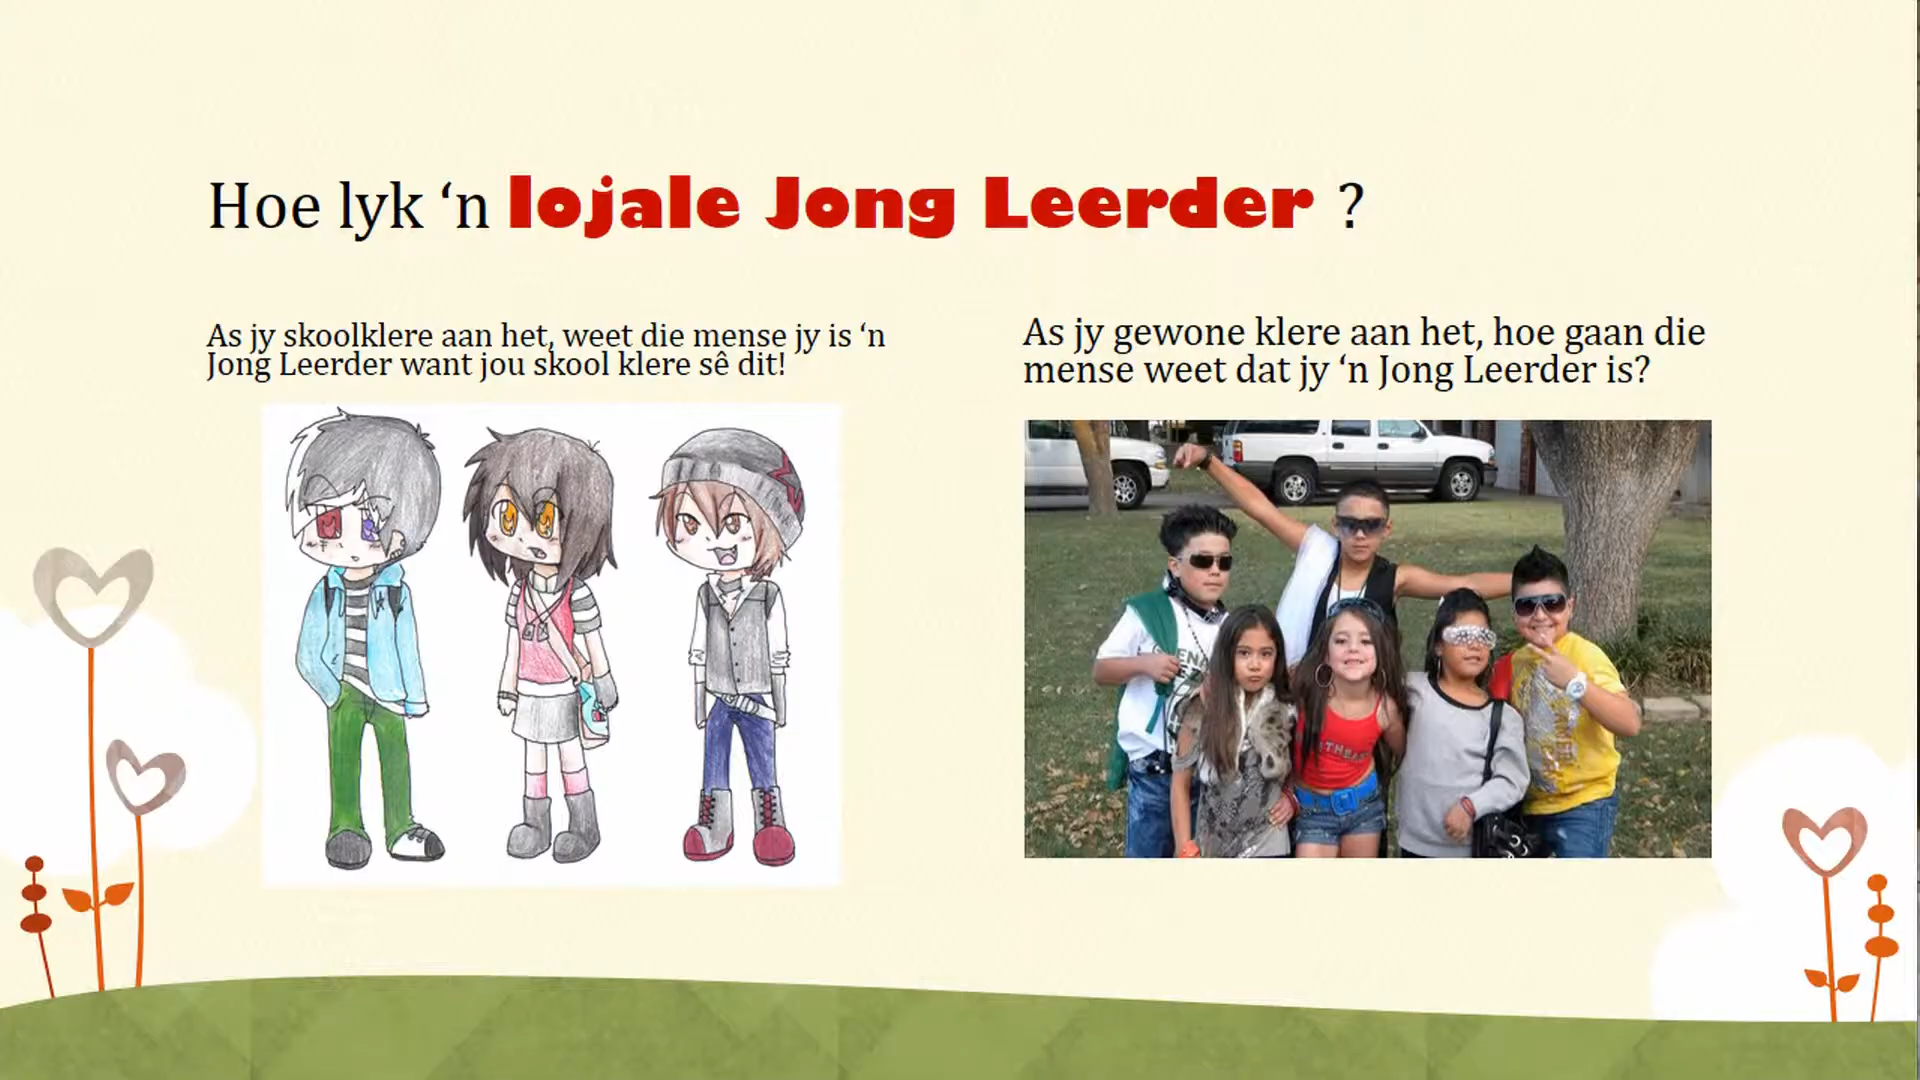 Hoe lyk ‘n lojale Jong Leerder ?
As jy skoolklere aan het, weet die mense jy is ‘n
Jong Leerder want jou skool klere sê dit!
As jy gewone klere aan het, hoe gaan die
mense weet dat jy ‘n Jong Leerder is?